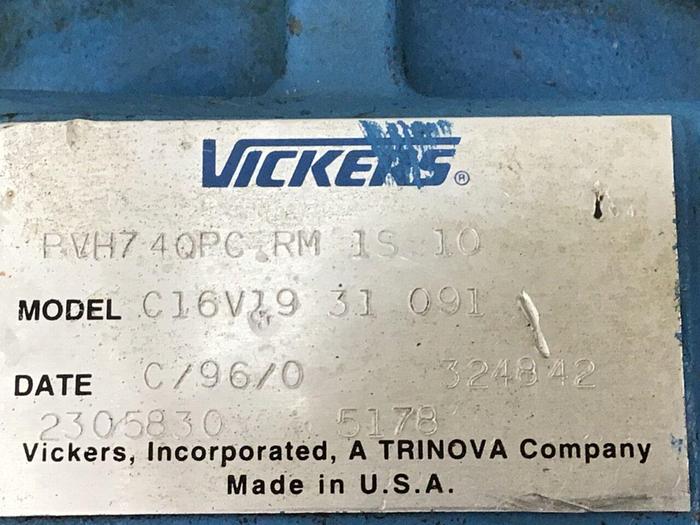 VICKERS®
PVH74QPC RM 1S 10
MODEL C16V19 31 091
DATE C/96/0 324842
2305830 5178
Vickers, Incorporated, A TRINOVA Company
Made in U.S.A.